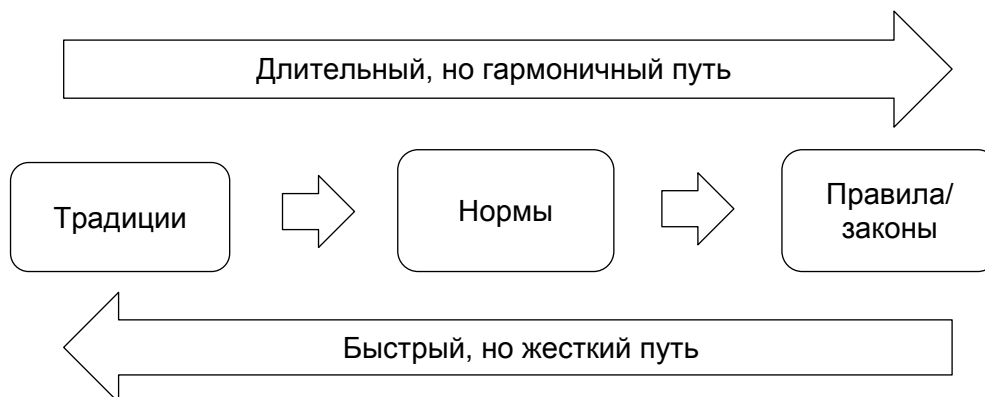 Длительный, но гармоничный путь
Традиции
Нормы
Правила/
законы
Быстрый, но жесткий путь